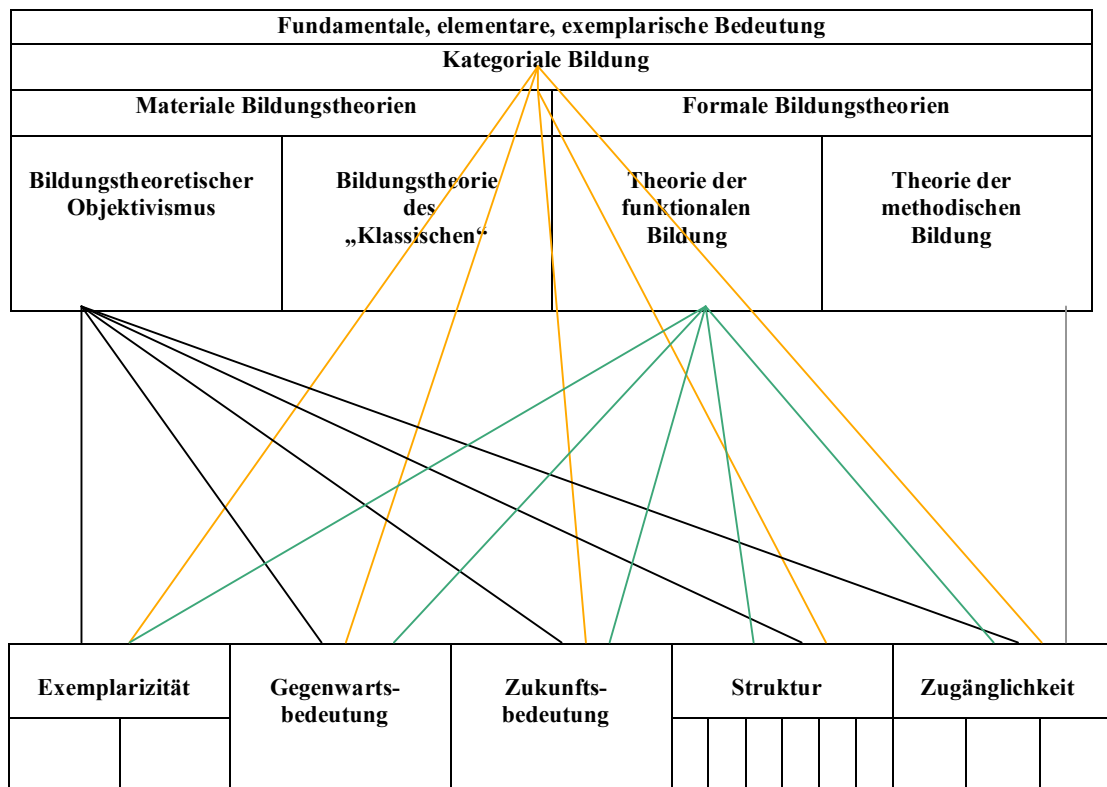 Fundamentale, elementare, exemplarische Bedeutung
Kategoriale Bildung
Materiale Bildungstheorien
Formale Bildungstheorien
Bildungstheoretischer
Objektivismus
Bildungstheorie
des
„Klassischen“
Theorie der
funktionalen
Bildung
Theorie der
methodischen
Bildung
Exemplarizität
Gegenwarts-
bedeutung
Zukunfts-
bedeutung
Struktur
Zugänglichkeit